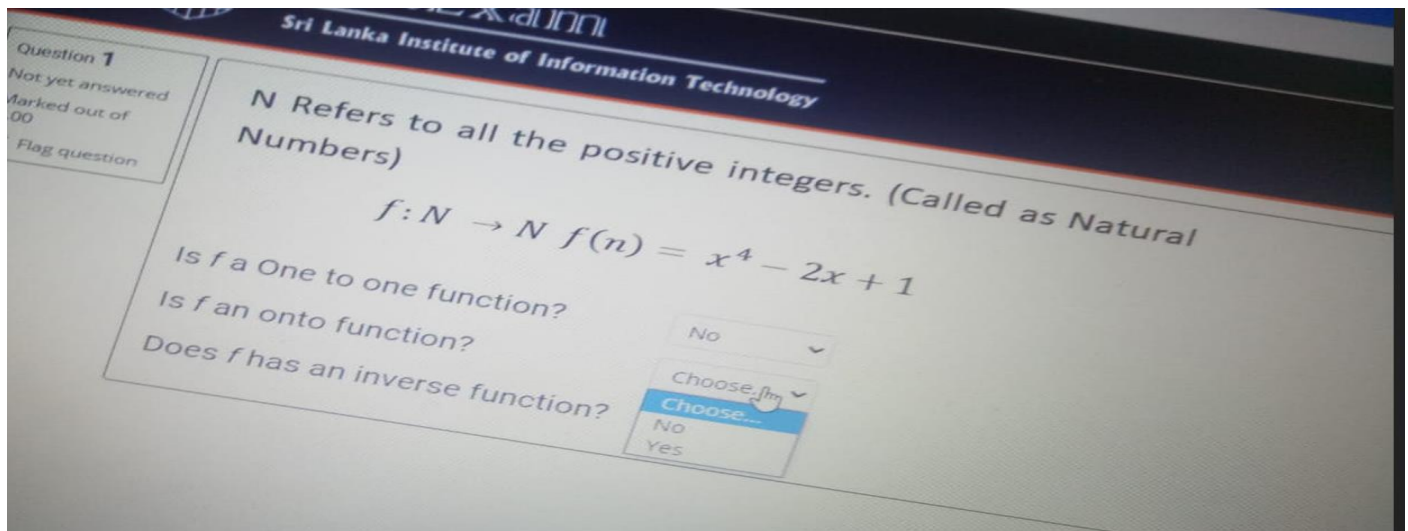 Sri Lanka Institute of Information Technology
Question 1
Not yet answered
Marked out of
.00
Flag question
N Refers to all the positive integers. (Called as Natural
Numbers)
f : N → N f(n) = x⁴ − 2x + 1
Is f a One to one function?
No
Is f an onto function?
Choose...
Does f has an inverse function?
Choose...
No
Yes